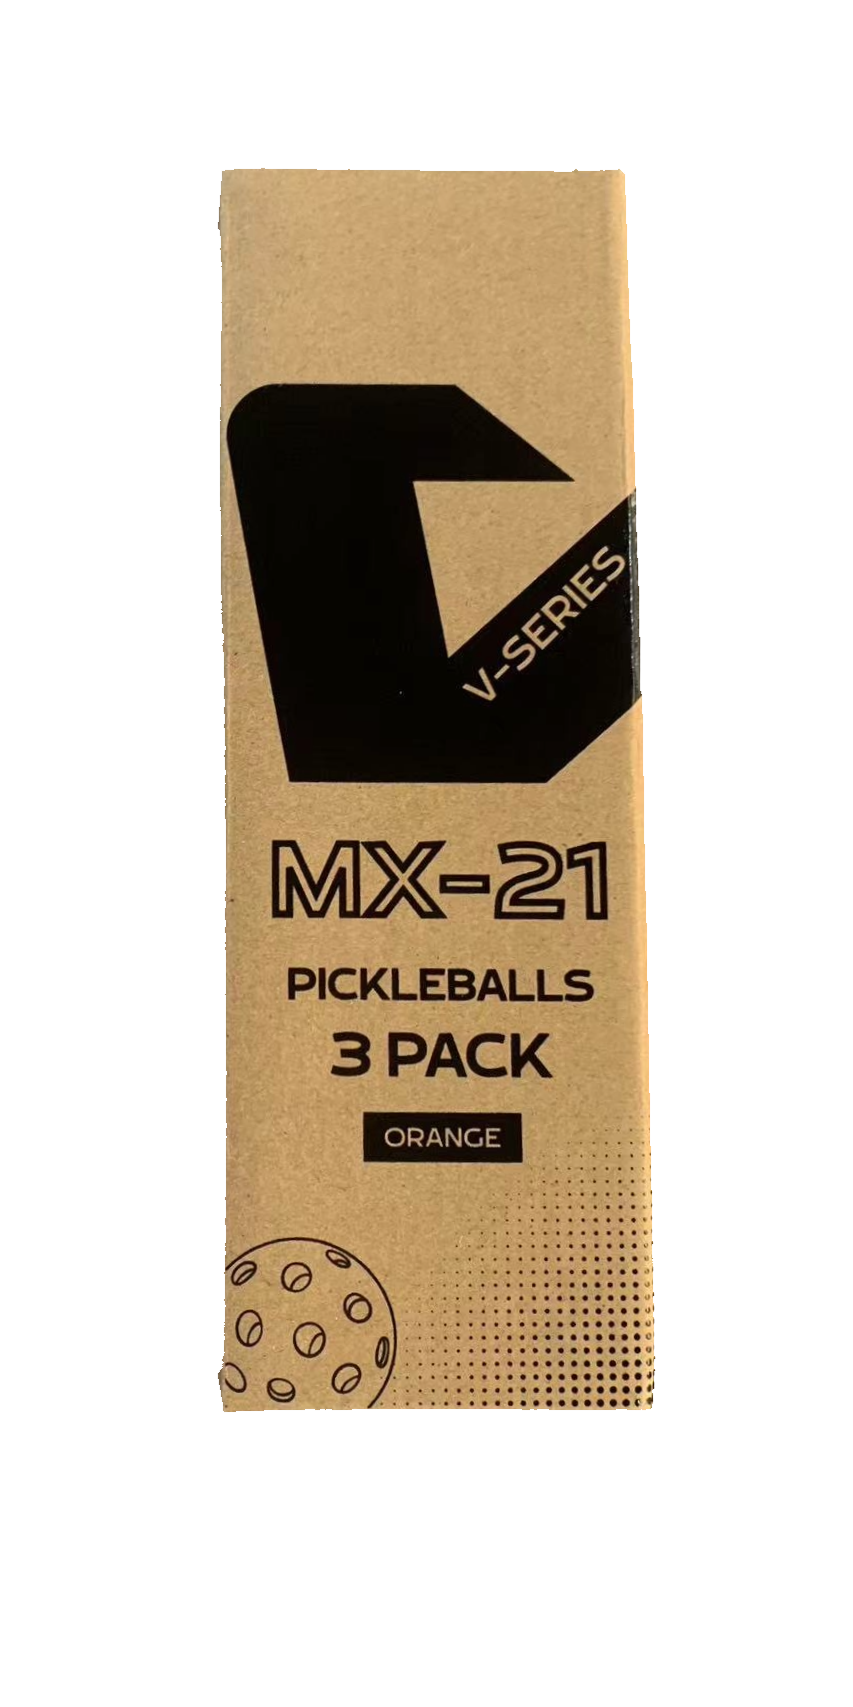 V-SERIES
MX-21
PICKLEBALLS
3 PACK
ORANGE